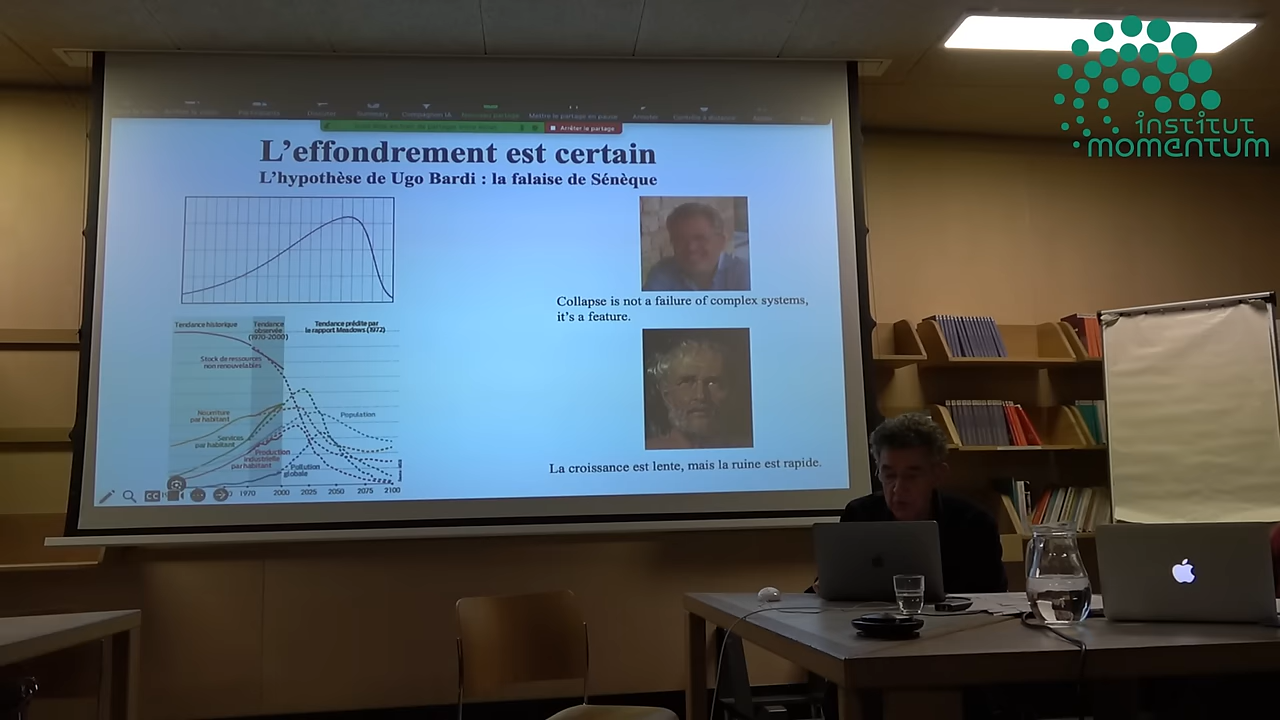 institut
momentum
Arrêter le partage
L'effondrement est certain
L'hypothèse de Ugo Bardi : la falaise de Sénèque
Collapse is not a failure of complex systems,
it's a feature.
Tendance historique
Tendance
observée
(1970-2000)
Tendance prédite par
le rapport Meadows (1972)
Stock de ressources
non renouvelables
Nourriture
par habitant
Population
Services
par habitant
Production
industrielle
par habitant
Pollution
globale
1970 2000 2025 2050 2075 2100
La croissance est lente, mais la ruine est rapide.